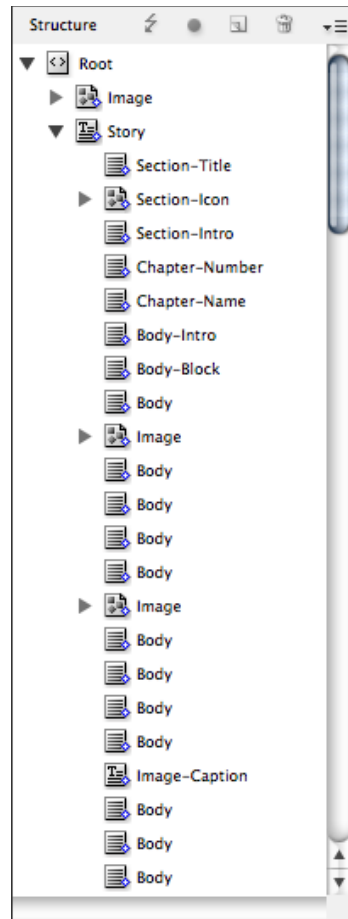 Structure
Root
Image
Story
Section-Title
Section-Icon
Section-Intro
Chapter-Number
Chapter-Name
Body-Intro
Body-Block
Body
Image
Body
Body
Body
Body
Image
Body
Body
Body
Body
Image-Caption
Body
Body
Body